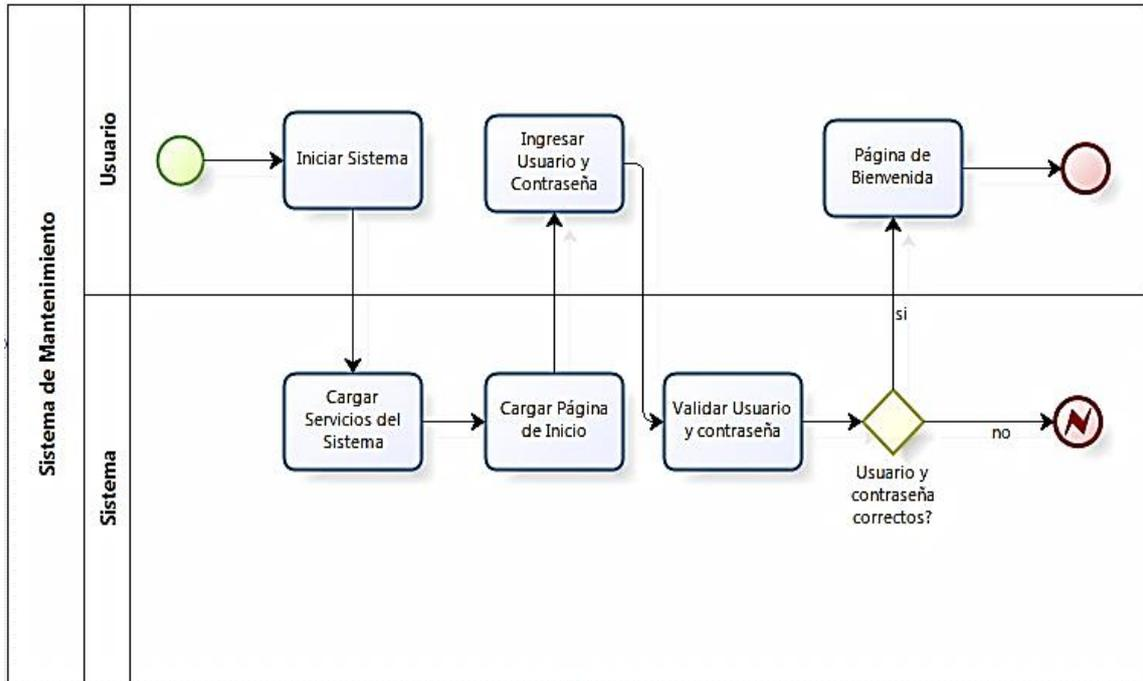 Sistema de Mantenimiento
Usuario
Iniciar Sistema
Ingresar
Usuario y
Contraseña
Página de
Bienvenida
Sistema
Cargar
Servicios del
Sistema
Cargar Página
de Inicio
Validar Usuario
y contraseña
si
no
Usuario y
contraseña
correctos?